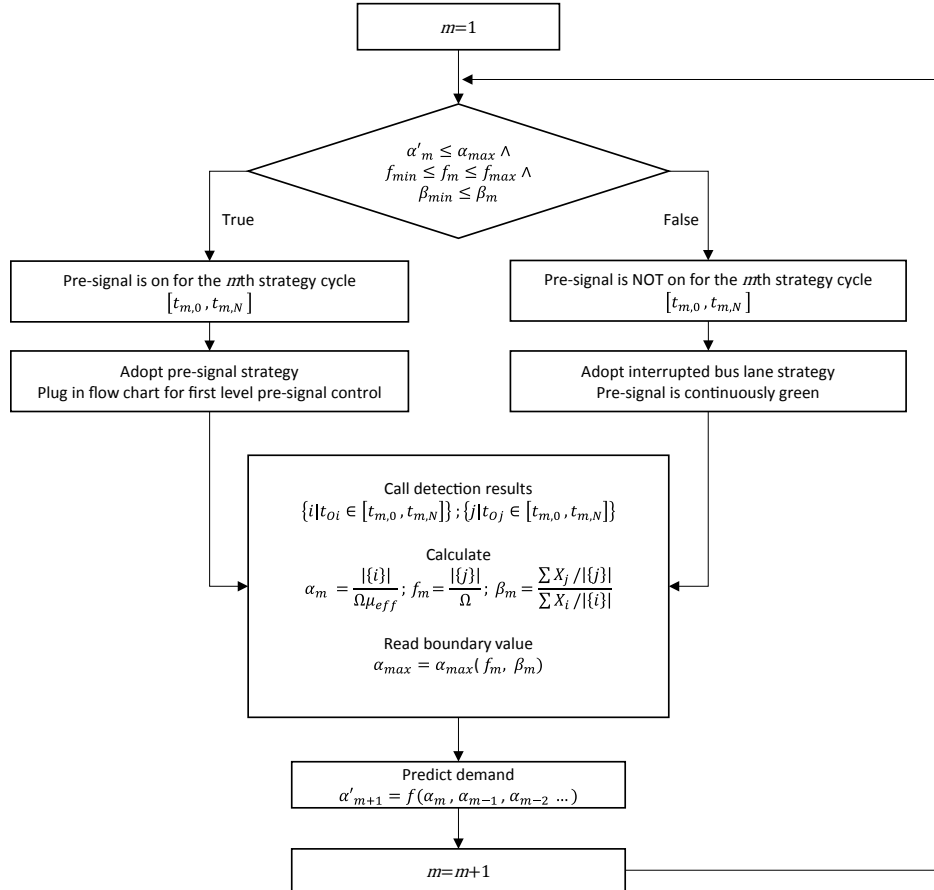 m=1
α'ₘ ≤ αₘₐₓ ∧
f_min ≤ f_m ≤ f_max ∧
β_min ≤ β_m
True
False
Pre-signal is on for the mth strategy cycle
[t_{m,0} , t_{m,N}]
Pre-signal is NOT on for the mth strategy cycle
[t_{m,0} , t_{m,N}]
Adopt pre-signal strategy
Plug in flow chart for first level pre-signal control
Adopt interrupted bus lane strategy
Pre-signal is continuously green
Call detection results
{i|t_{Oi} ∈ [t_{m,0} , t_{m,N}]} ; {j|t_{Oj} ∈ [t_{m,0} , t_{m,N}]}
Calculate
α_m = |{i}| / Ωμ_eff ; f_m = |{j}| / Ω ; β_m = (∑ X_j /|{j}|) / (∑ X_i /|{i}|)
Read boundary value
α_max = α_max( f_m, β_m)
Predict demand
α'_{m+1} = f(α_m , α_{m−1} , α_{m−2} …)
m=m+1